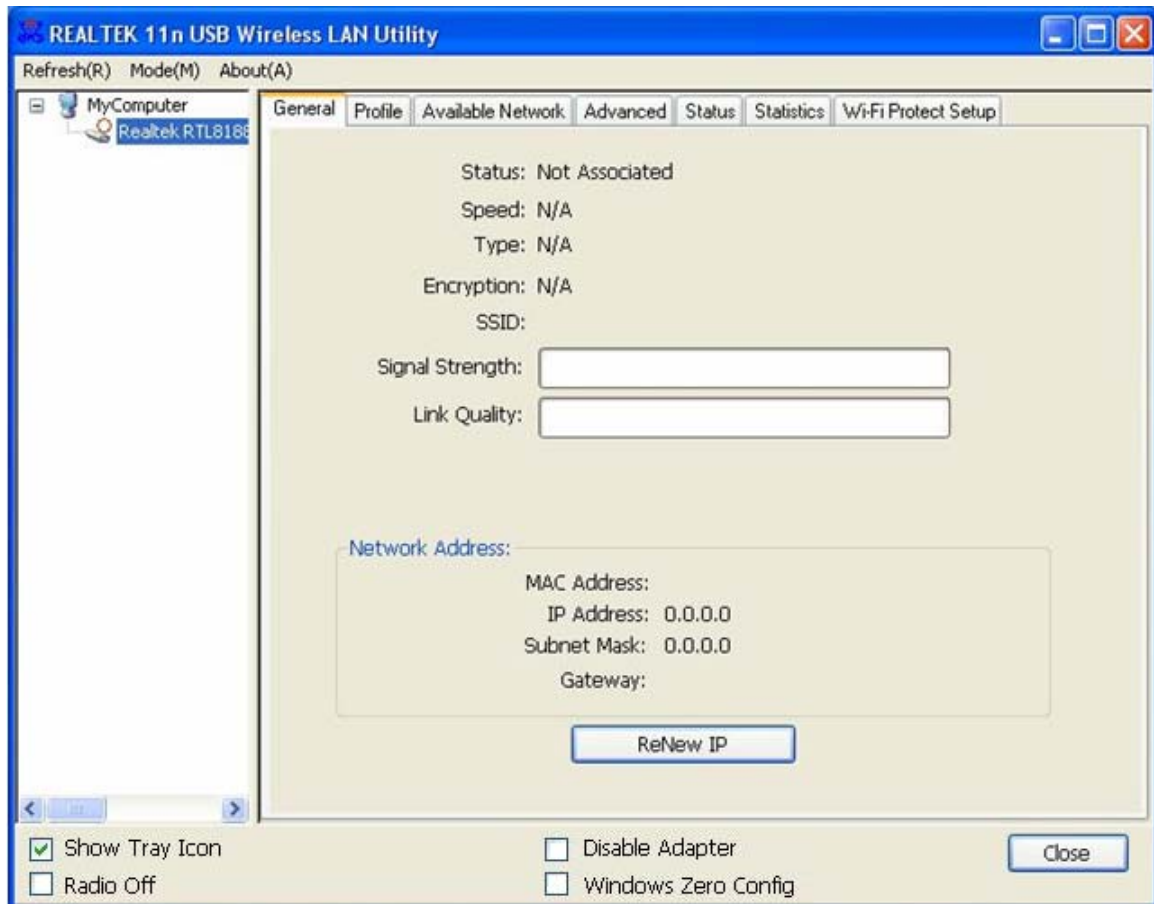 REALTEK 11n USB Wireless LAN Utility
Refresh(R) Mode(M) About(A)
MyComputer
Realtek RTL8188
General Profile Available Network Advanced Status Statistics Wi-Fi Protect Setup
Status: Not Associated
Speed: N/A
Type: N/A
Encryption: N/A
SSID:
Signal Strength:
Link Quality:
Network Address:
MAC Address:
IP Address: 0.0.0.0
Subnet Mask: 0.0.0.0
Gateway:
ReNew IP
Show Tray Icon
Radio Off
Disable Adapter
Windows Zero Config
Close